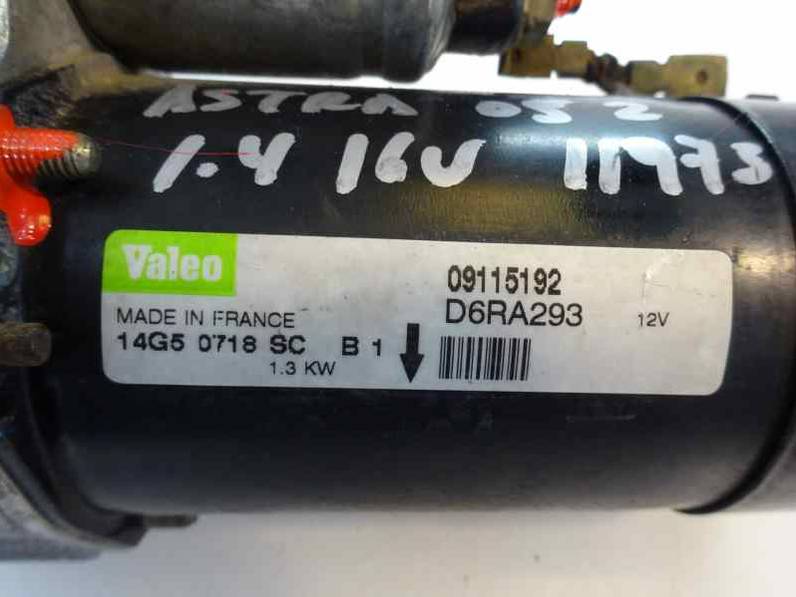 ASTRA 05 2
1.4 16V 11973
Valeo
09115192
D6RA293 12V
MADE IN FRANCE
14G5 0718 SC B 1
1.3 KW